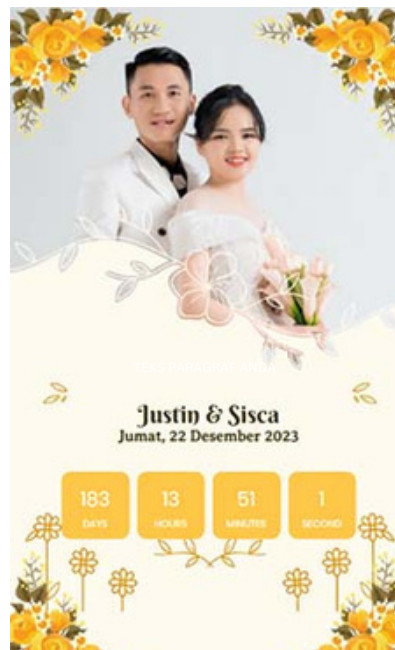 Justin & Sisca
Jumat, 22 Desember 2023
183 13 51 1
DAYS HOURS MINUTES SECOND